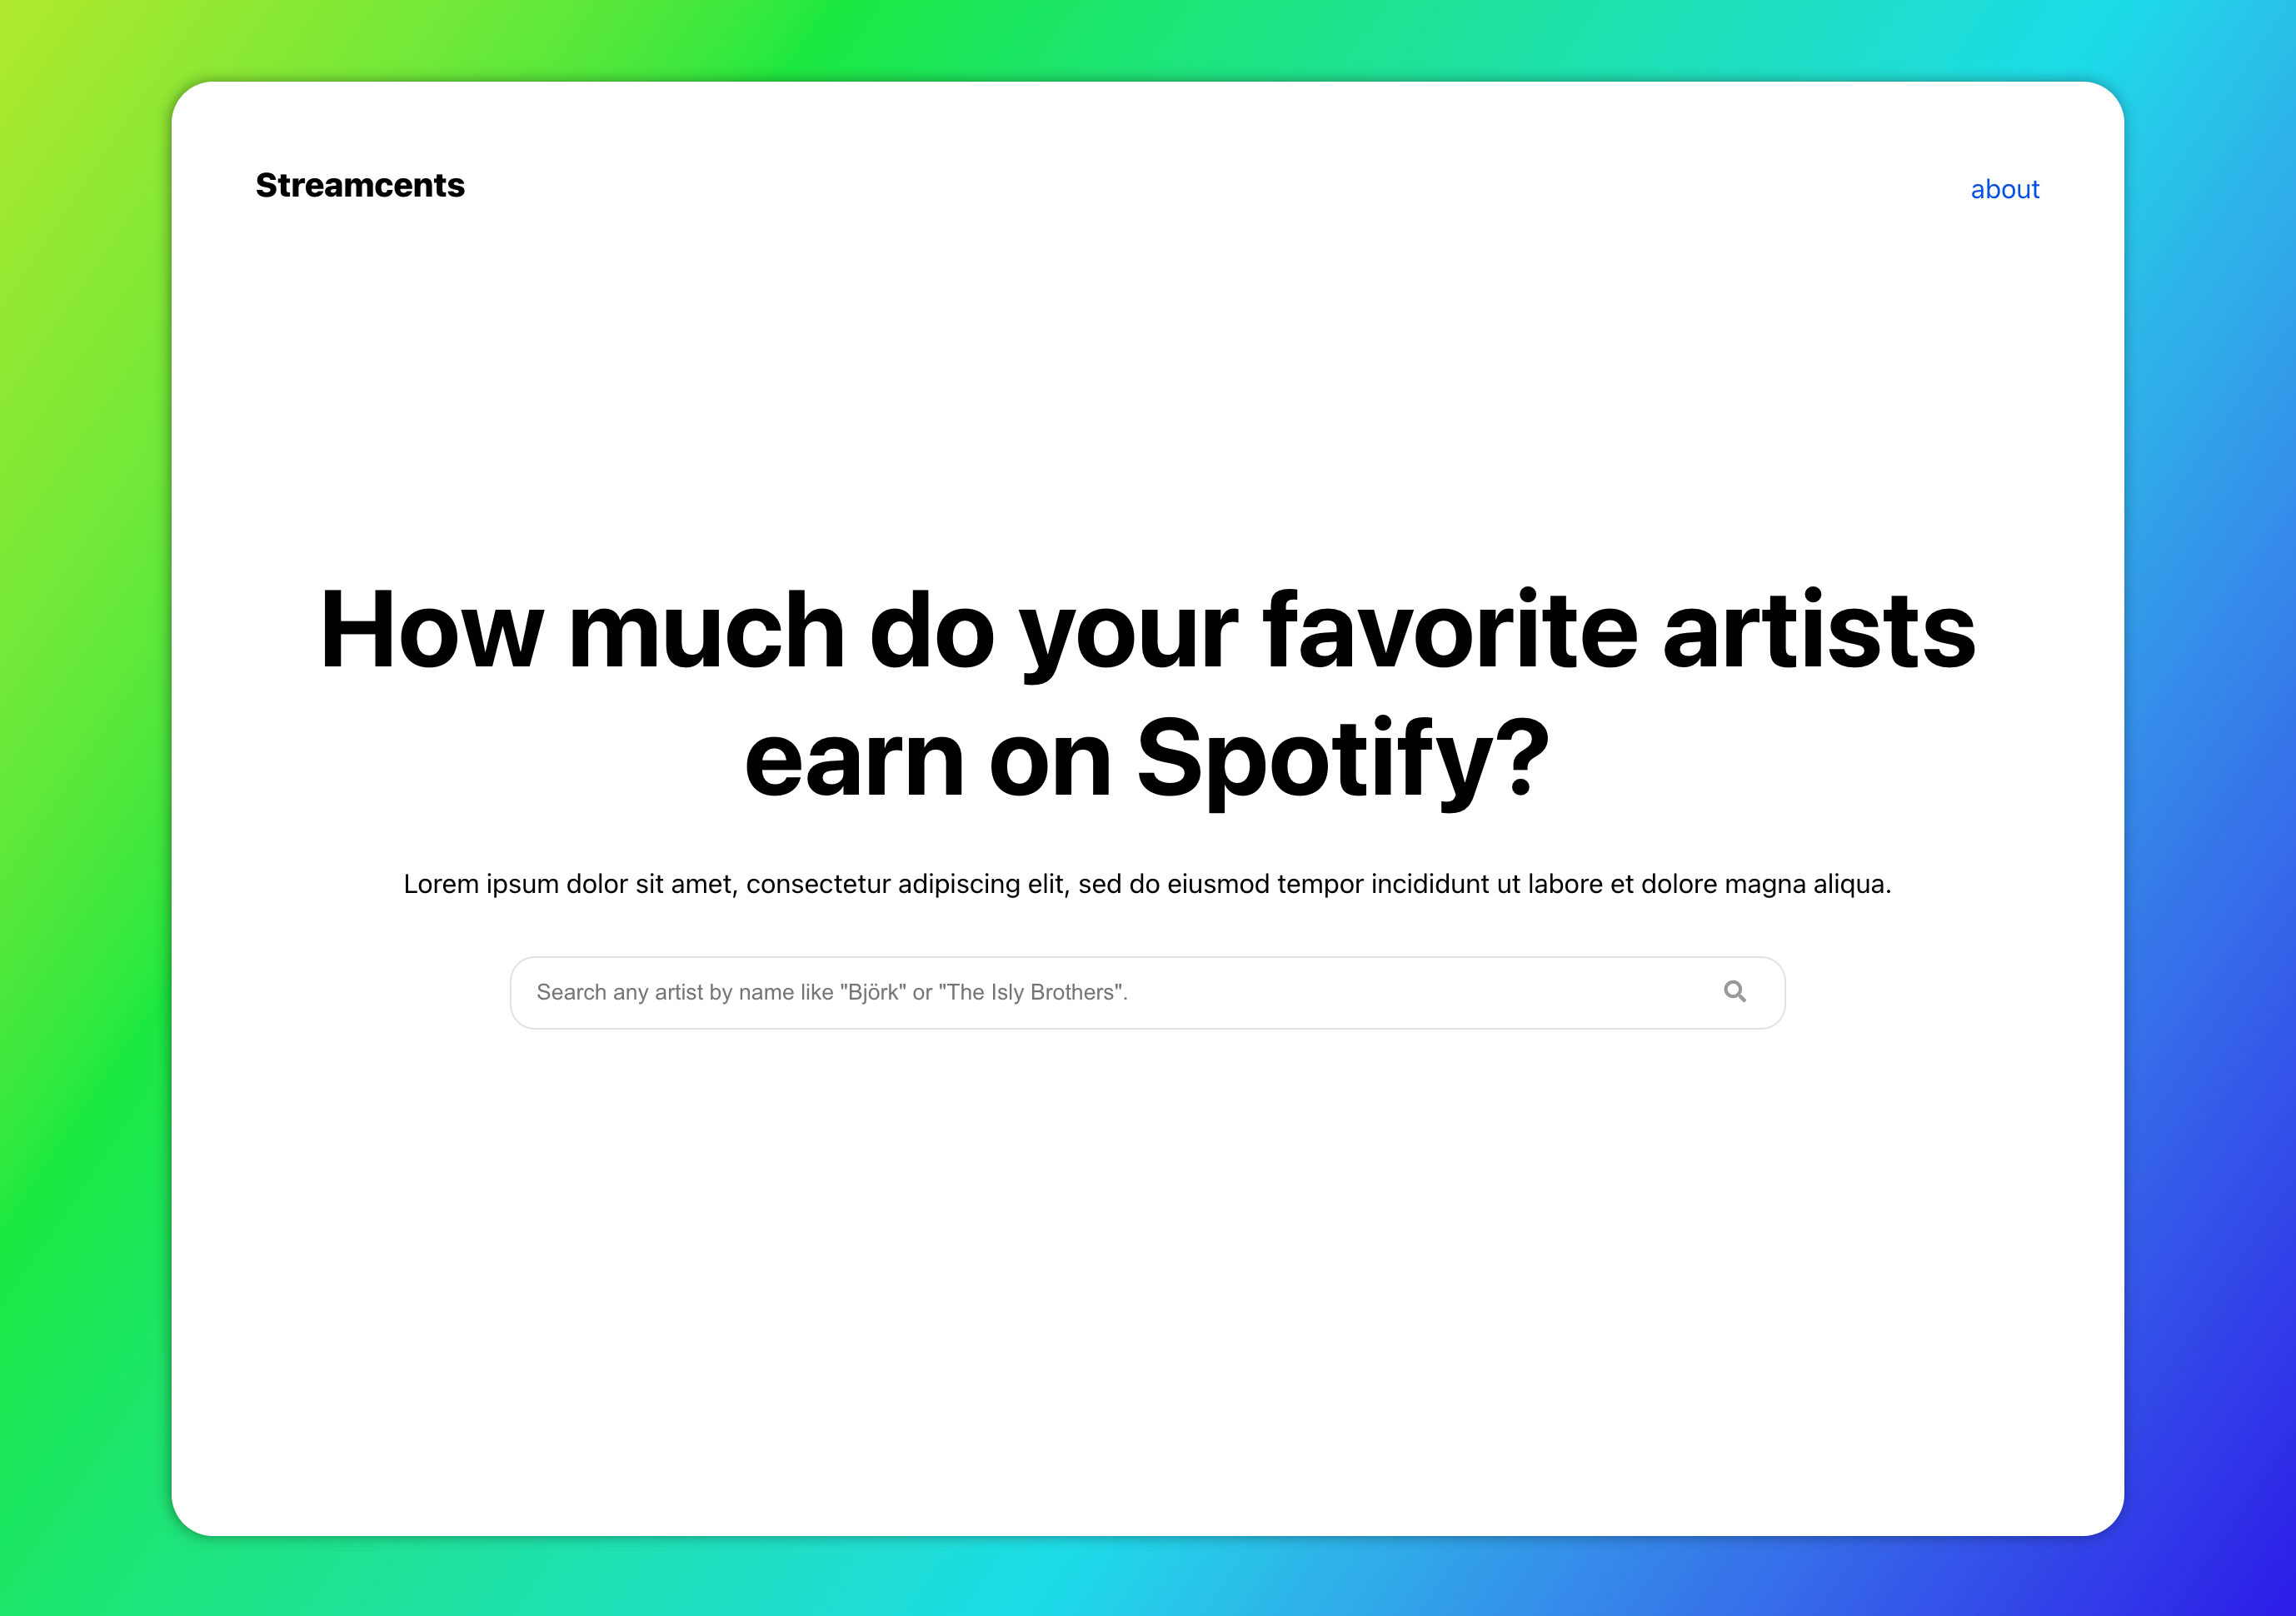 Streamcents
about
How much do your favorite artists
earn on Spotify?
Lorem ipsum dolor sit amet, consectetur adipiscing elit, sed do eiusmod tempor incididunt ut labore et dolore magna aliqua.
Search any artist by name like "Björk" or "The Isly Brothers".